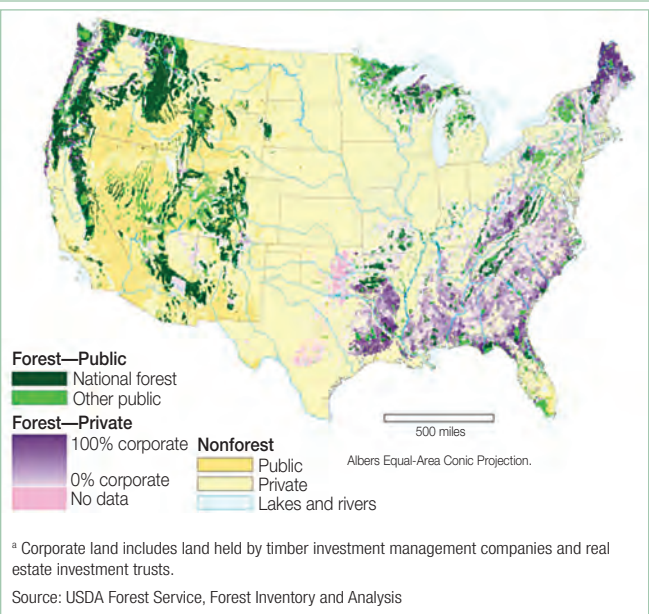 Forest—Public
National forest
Other public
Forest—Private
100% corporate
0% corporate
No data
Nonforest
Public
Private
Lakes and rivers
500 miles
Albers Equal-Area Conic Projection.
a Corporate land includes land held by timber investment management companies and real
estate investment trusts.
Source: USDA Forest Service, Forest Inventory and Analysis